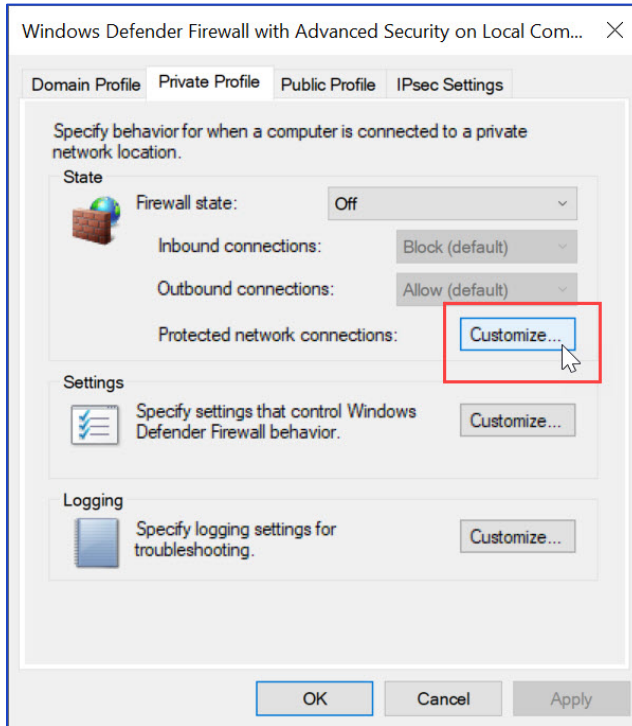 Windows Defender Firewall with Advanced Security on Local Com...
Domain Profile Private Profile Public Profile IPsec Settings
Specify behavior for when a computer is connected to a private
network location.
State
Firewall state: Off
Inbound connections: Block (default)
Outbound connections: Allow (default)
Protected network connections: Customize...
Settings
Specify settings that control Windows
Defender Firewall behavior.
Customize...
Logging
Specify logging settings for
troubleshooting.
Customize...
OK Cancel Apply